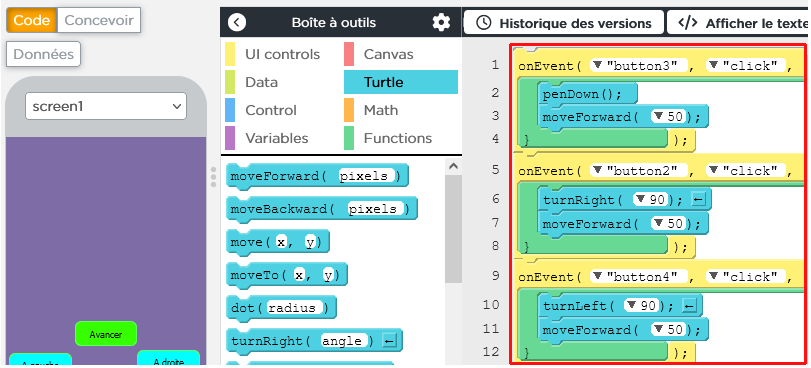 Code Concevoir
Données
screen1
Avancer
A gauche A droite
Boîte à outils
UI controls Canvas
Data Turtle
Control Math
Variables Functions
moveForward( pixels )
moveBackward( pixels )
move( x, y)
moveTo( x, y)
dot( radius )
turnRight( angle ) ←
Historique des versions </> Afficher le texte
1 onEvent( ▼"button3" , ▼"click" ,
2 penDown();
3 moveForward( ▼50);
4 } );
5 onEvent( ▼"button2" , ▼"click" ,
6 turnRight( ▼90); ←
7 moveForward( ▼50);
8 } );
9 onEvent( ▼"button4" , ▼"click" ,
10 turnLeft( ▼90); ←
11 moveForward( ▼50);
12 } );